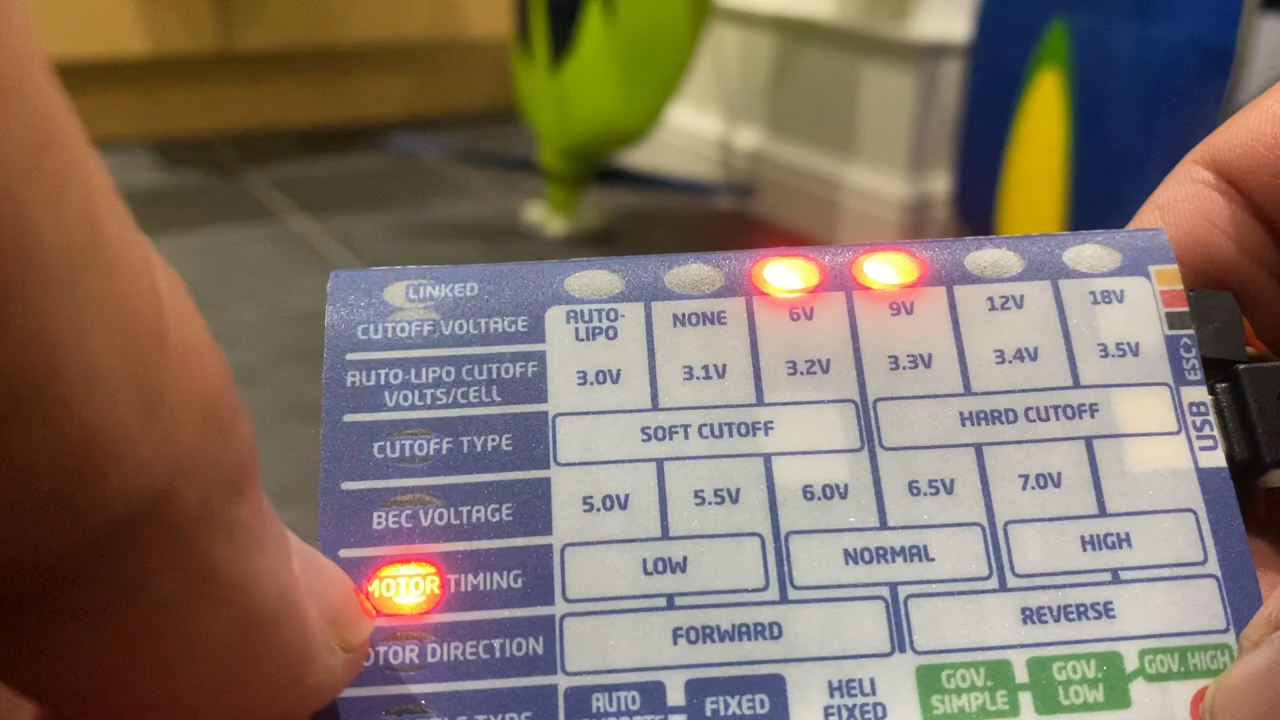 LINKED
CUTOFF VOLTAGE
AUTO-
LIPO
NONE
6V
9V
12V
18V
AUTO-LIPO CUTOFF
VOLTS/CELL
3.0V
3.1V
3.2V
3.3V
3.4V
3.5V
ESC>
CUTOFF TYPE
SOFT CUTOFF
HARD CUTOFF
USB
BEC VOLTAGE
5.0V
5.5V
6.0V
6.5V
7.0V
MOTOR TIMING
LOW
NORMAL
HIGH
OTOR DIRECTION
FORWARD
REVERSE
TYPE
AUTO
FIXED
HELI
FIXED
GOV.
SIMPLE
GOV.
LOW
GOV. HIGH